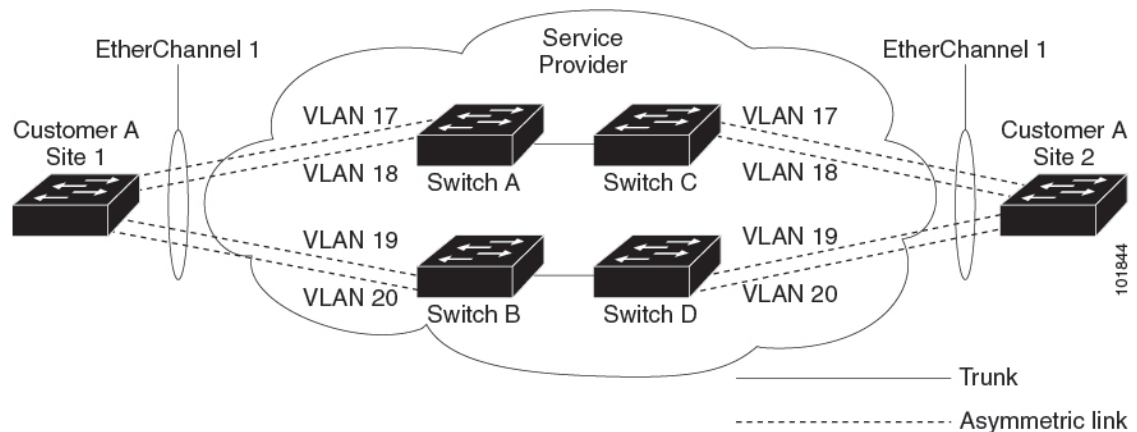 EtherChannel 1
Service
Provider
EtherChannel 1
Customer A
Site 1
VLAN 17
VLAN 18
Switch A
Switch C
VLAN 17
VLAN 18
Customer A
Site 2
VLAN 19
VLAN 20
Switch B
Switch D
VLAN 19
VLAN 20
101844
Trunk
Asymmetric link